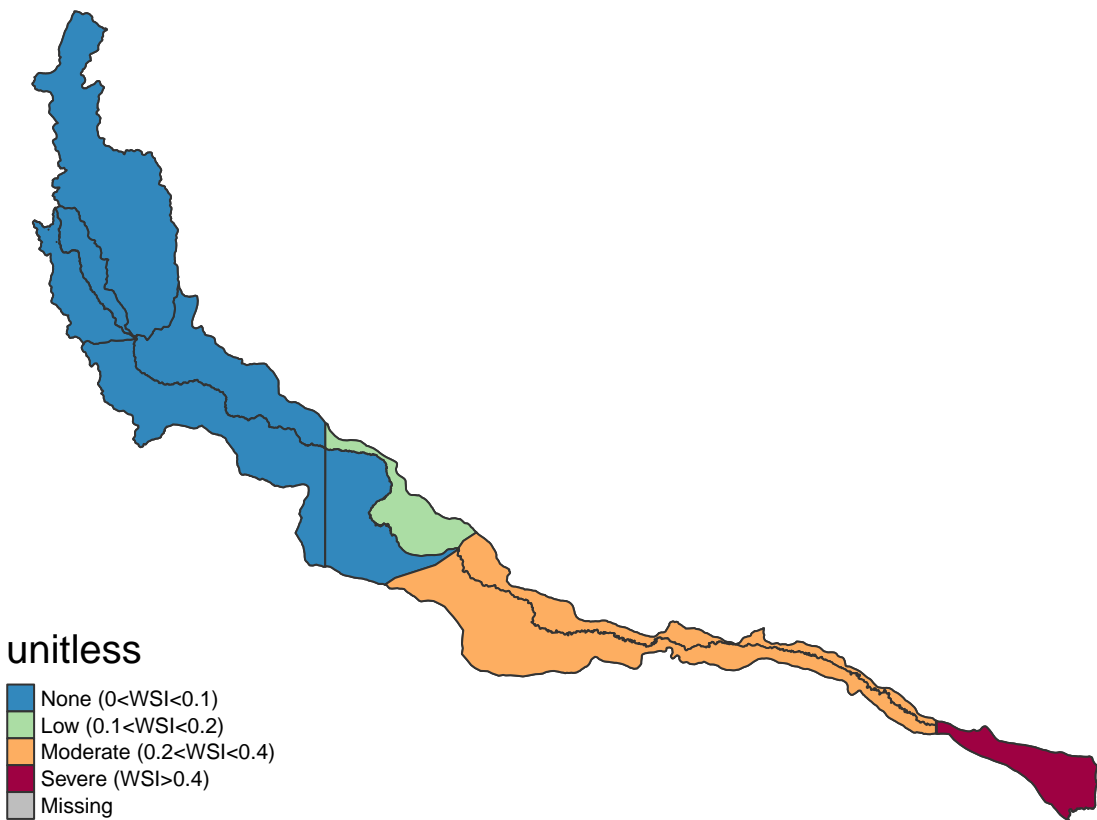 unitless
None (0<WSI<0.1)
Low (0.1<WSI<0.2)
Moderate (0.2<WSI<0.4)
Severe (WSI>0.4)
Missing